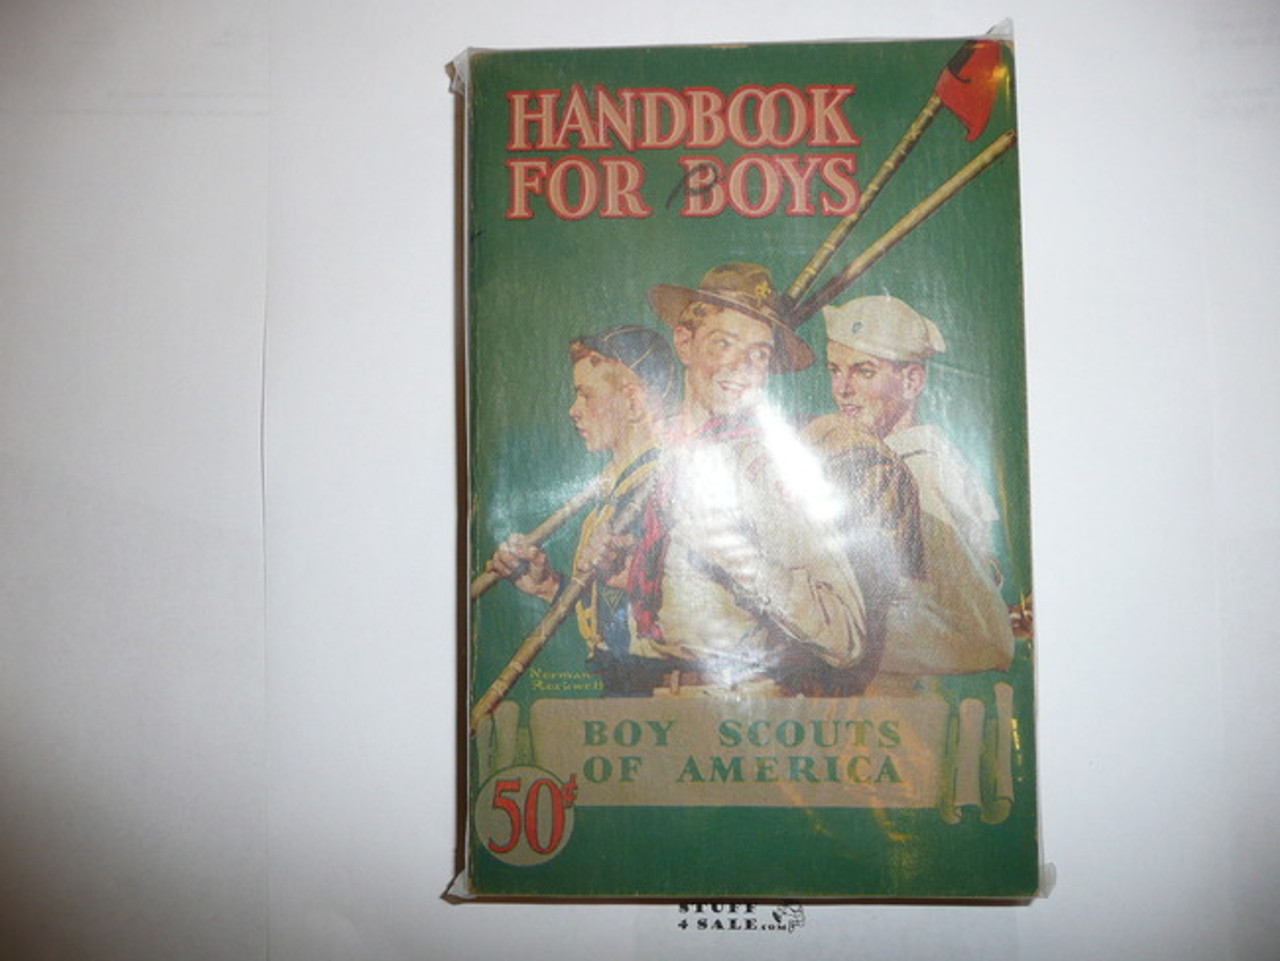 HANDBOOK
FOR BOYS
Norman
Rockwell
BOY SCOUTS
OF AMERICA
50¢
STUFF
4 SALE.COM